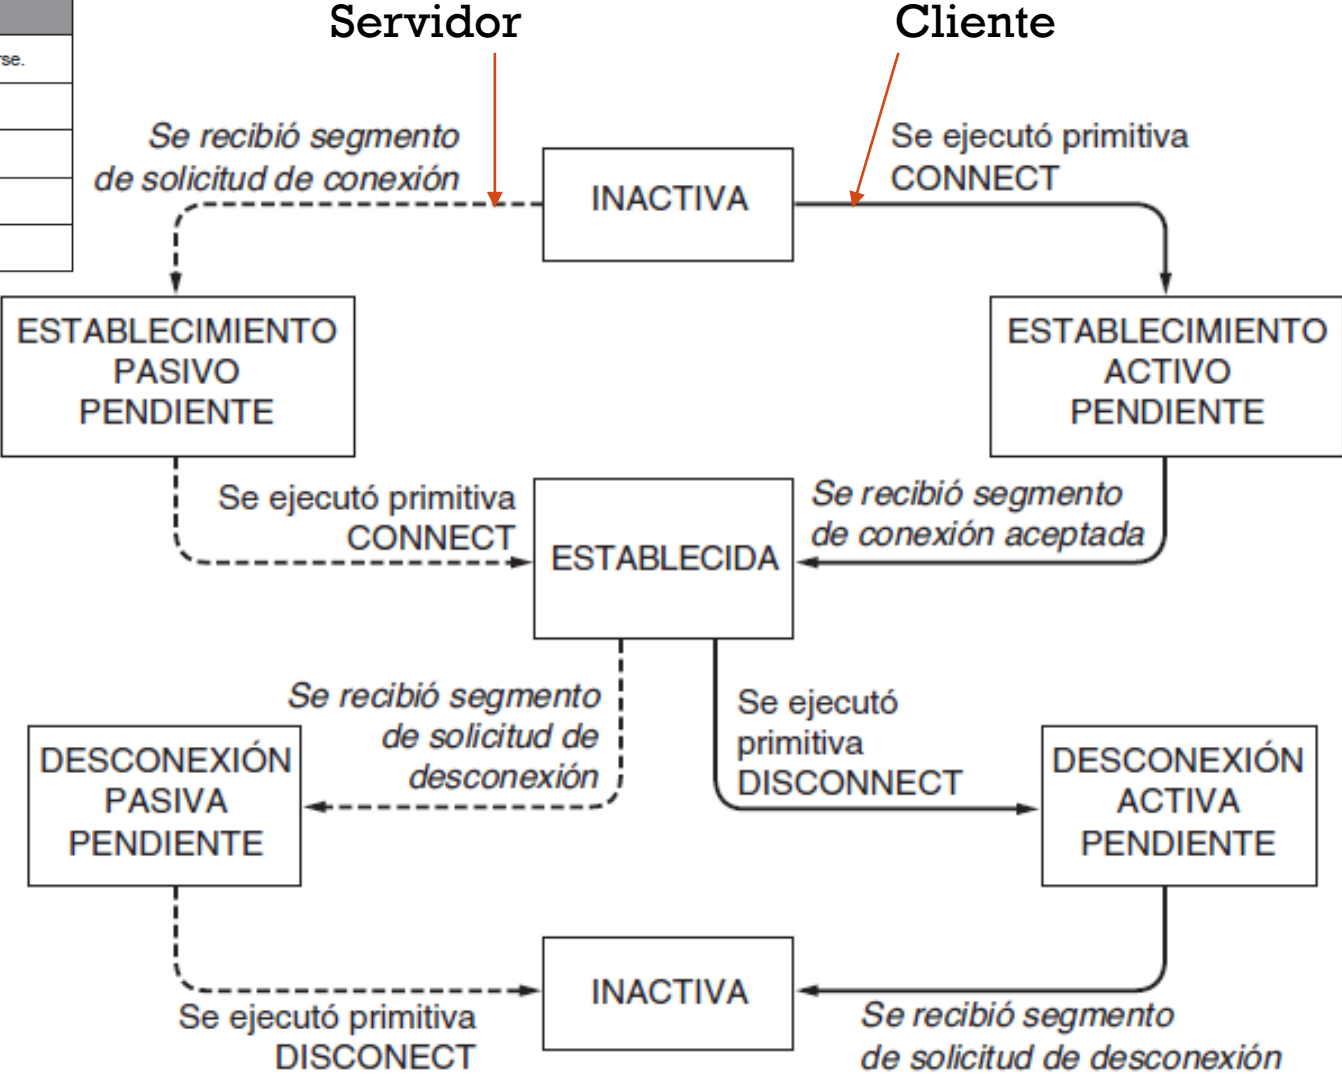 Servidor
Cliente
rse.
Se recibió segmento
de solicitud de conexión
INACTIVA
Se ejecutó primitiva
CONNECT
ESTABLECIMIENTO
PASIVO
PENDIENTE
ESTABLECIMIENTO
ACTIVO
PENDIENTE
Se ejecutó primitiva
CONNECT
ESTABLECIDA
Se recibió segmento
de conexión aceptada
Se recibió segmento
de solicitud de
desconexión
Se ejecutó
primitiva
DISCONNECT
DESCONEXIÓN
PASIVA
PENDIENTE
DESCONEXIÓN
ACTIVA
PENDIENTE
Se ejecutó primitiva
DISCONECT
INACTIVA
Se recibió segmento
de solicitud de desconexión